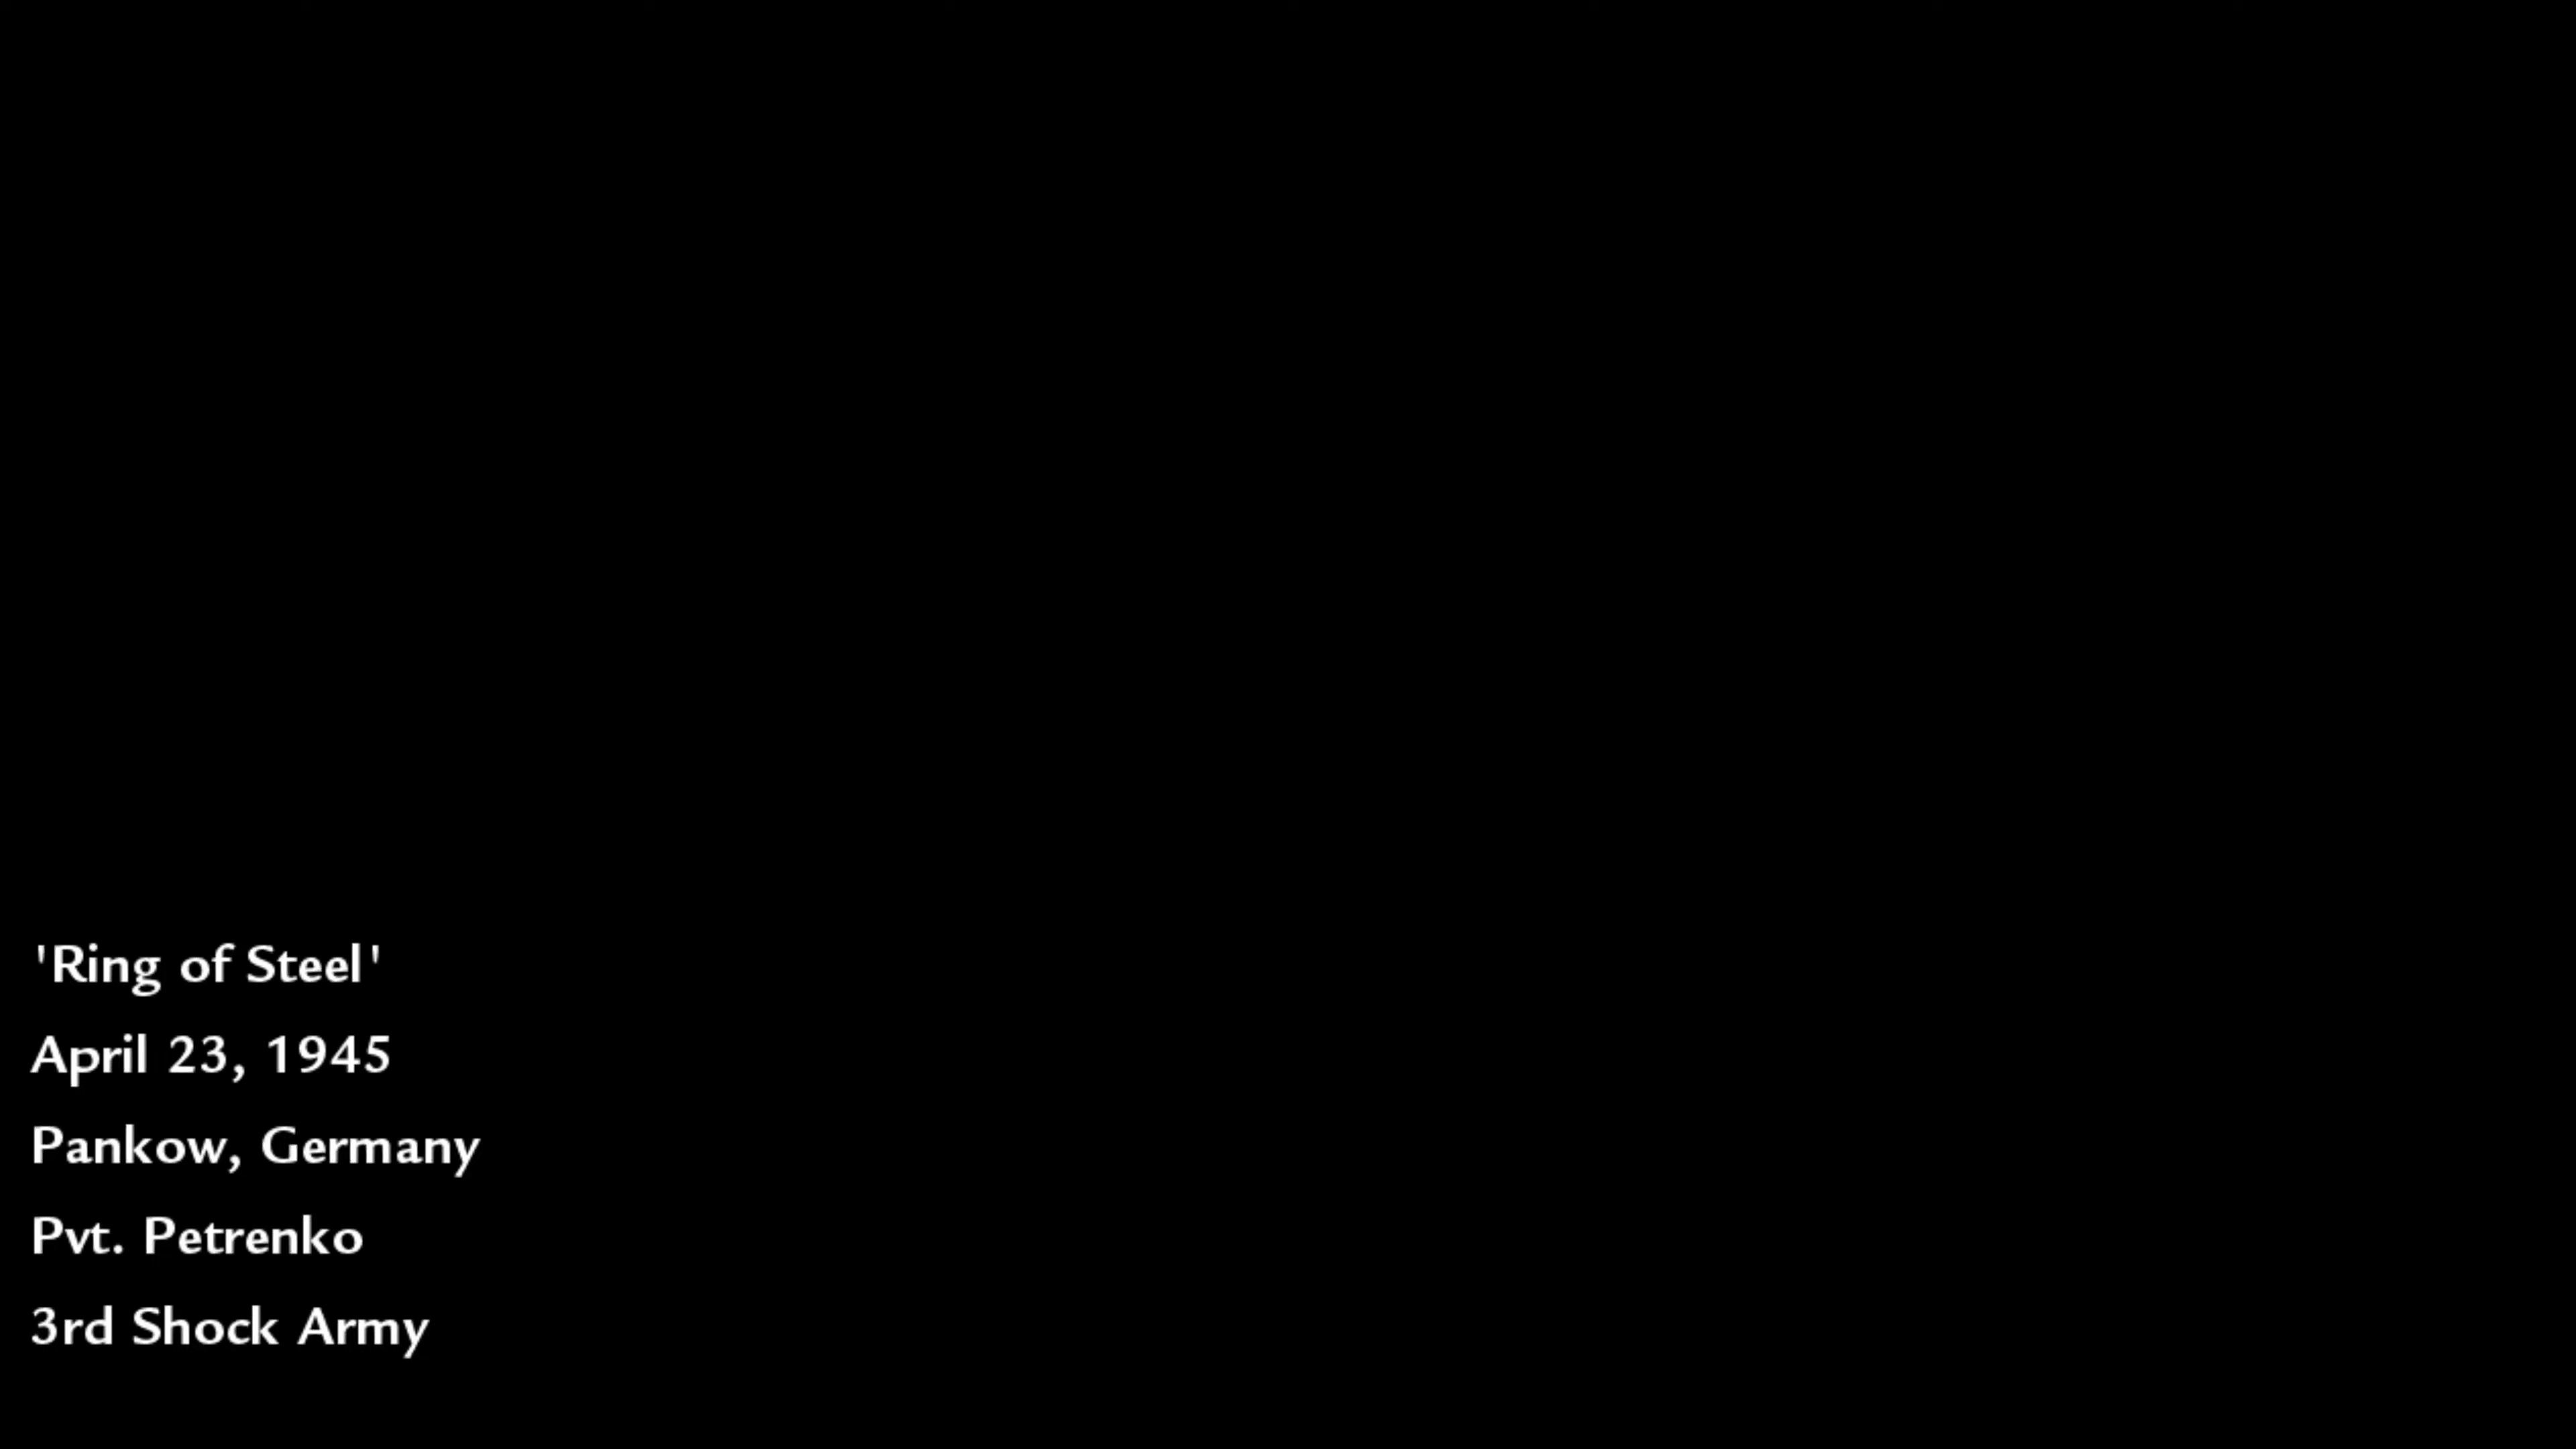 'Ring of Steel'
April 23, 1945
Pankow, Germany
Pvt. Petrenko
3rd Shock Army